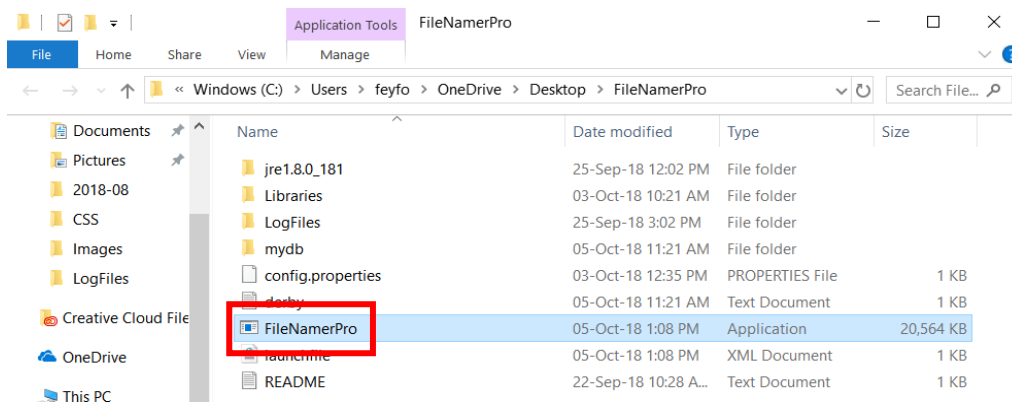 Application Tools FileNamerPro
File Home Share View Manage
« Windows (C:) > Users > feyfo > OneDrive > Desktop > FileNamerPro Search File...
Documents
Pictures
2018-08
CSS
Images
LogFiles
Creative Cloud File
OneDrive
This PC
Name Date modified Type Size
jre1.8.0_181 25-Sep-18 12:02 PM File folder
Libraries 03-Oct-18 10:21 AM File folder
LogFiles 25-Sep-18 3:02 PM File folder
mydb 05-Oct-18 11:21 AM File folder
config.properties 03-Oct-18 12:35 PM PROPERTIES File 1 KB
derby 05-Oct-18 11:21 AM Text Document 1 KB
FileNamerPro 05-Oct-18 1:08 PM Application 20,564 KB
launchfile 05-Oct-18 1:08 PM XML Document 1 KB
README 22-Sep-18 10:28 A... Text Document 1 KB